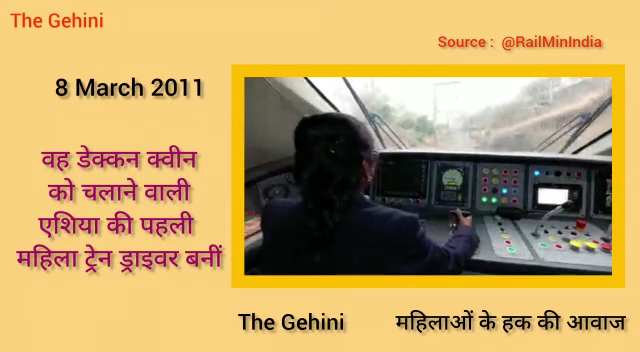 The Gehini
Source : @RailMinIndia
8 March 2011
वह डेक्कन क्वीन
को चलाने वाली
एशिया की पहली
महिला ट्रेन ड्राइवर बनीं
The Gehini
महिलाओं के हक की आवाज